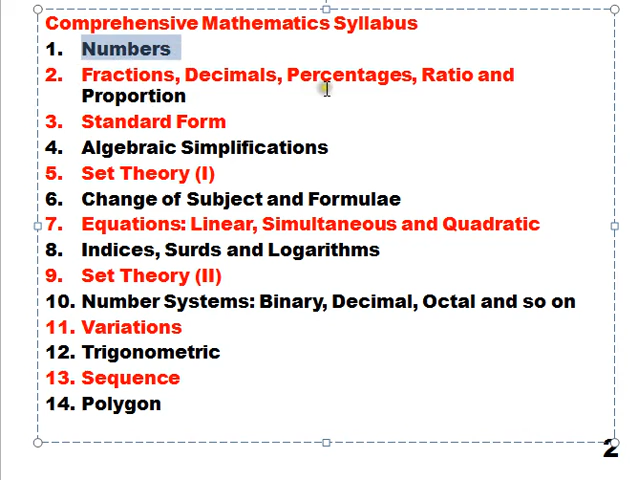 Comprehensive Mathematics Syllabus
1. Numbers
2. Fractions, Decimals, Percentages, Ratio and
Proportion
3. Standard Form
4. Algebraic Simplifications
5. Set Theory (I)
6. Change of Subject and Formulae
7. Equations: Linear, Simultaneous and Quadratic
8. Indices, Surds and Logarithms
9. Set Theory (II)
10. Number Systems: Binary, Decimal, Octal and so on
11. Variations
12. Trigonometric
13. Sequence
14. Polygon
2